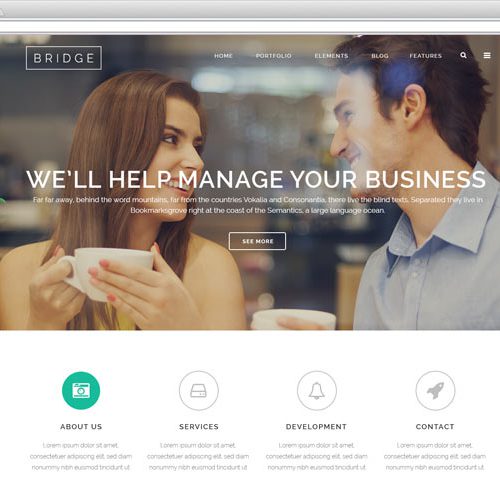 BRIDGE
HOME PORTFOLIO ELEMENTS BLOG FEATURES
WE'LL HELP MANAGE YOUR BUSINESS
Far far away, behind the word mountains, far from the countries Vokalia and Consonantia, there live the blind texts. Separated they live in
Bookmarksgrove right at the coast of the Semantics, a large language ocean.
SEE MORE
ABOUT US
Lorem ipsum dolor sit amet,
consectetuer adipiscing elit, sed diam
nonummy nibh euismod tincidunt ut
SERVICES
Lorem ipsum dolor sit amet,
consectetuer adipiscing elit, sed diam
nonummy nibh euismod tincidunt ut
DEVELOPMENT
Lorem ipsum dolor sit amet,
consectetuer adipiscing elit, sed diam
nonummy nibh euismod tincidunt ut
CONTACT
Lorem ipsum dolor sit amet,
consectetuer adipiscing elit, sed diam
nonummy nibh euismod tincidunt ut